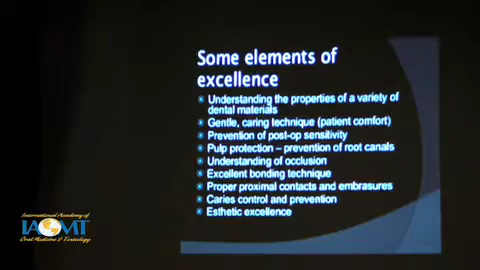 Some elements of
excellence
Understanding the properties of a variety of
dental materials
Gentle, caring technique (patient comfort)
Prevention of post-op sensitivity
Pulp protection – prevention of root canals
Understanding of occlusion
Excellent bonding technique
Proper proximal contacts and embrasures
Caries control and prevention
Esthetic excellence
International Academy of
IAOMT
Oral Medicine & Toxicology